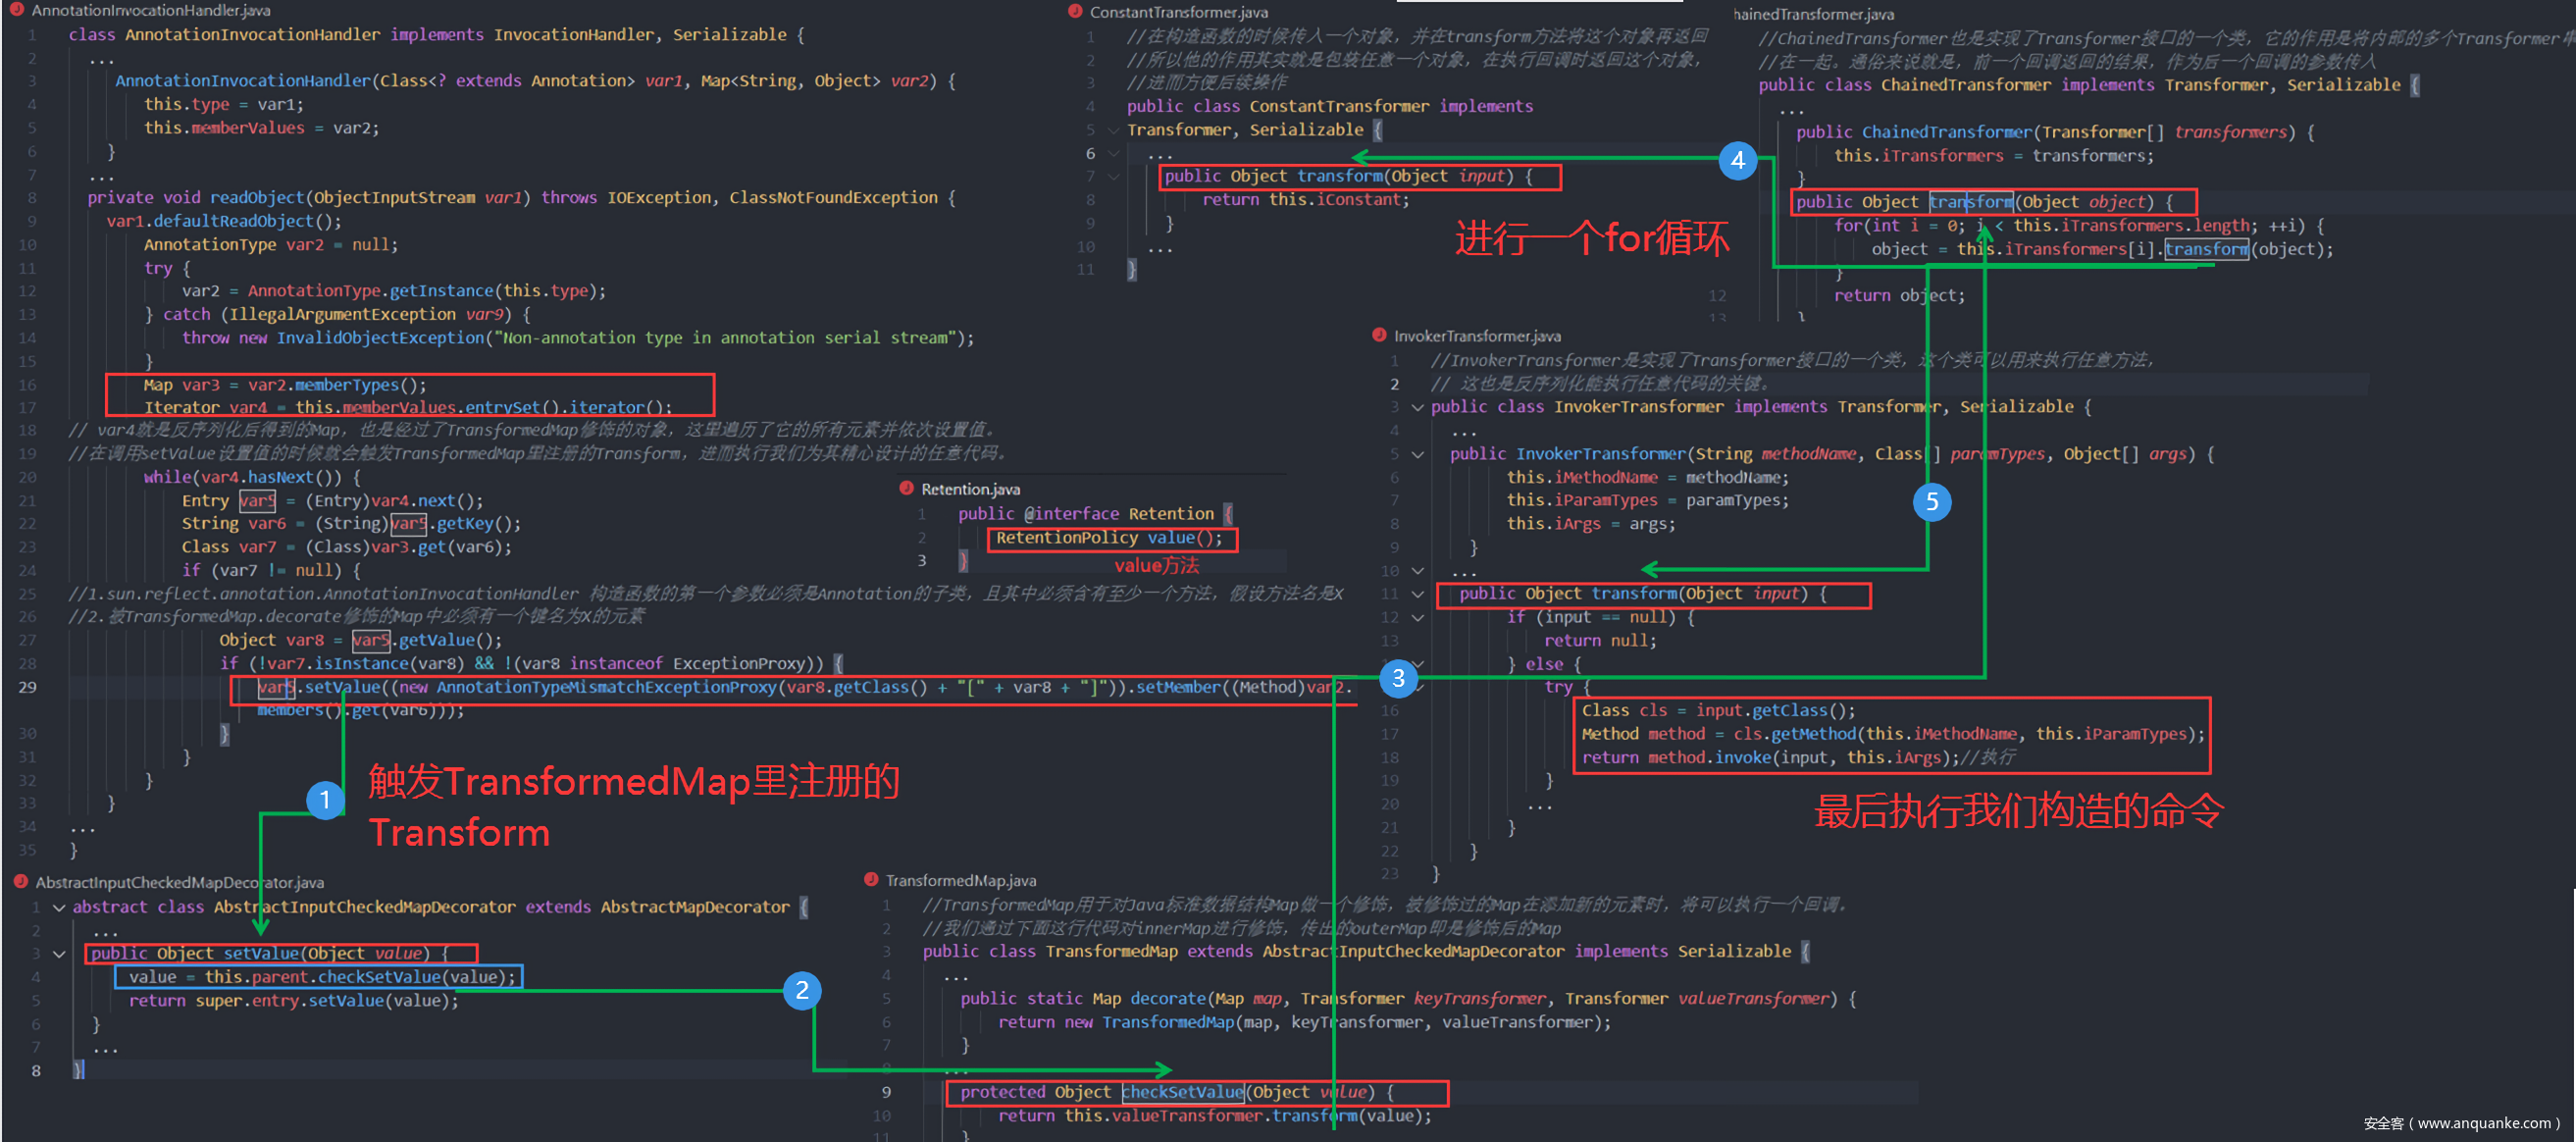 AnnotationInvocationHandler.java
1 class AnnotationInvocationHandler implements InvocationHandler, Serializable {
2 ...
3 AnnotationInvocationHandler(Class<? extends Annotation> var1, Map<String, Object> var2) {
4 this.type = var1;
5 this.memberValues = var2;
6 }
7 ...
8 private void readObject(ObjectInputStream var1) throws IOException, ClassNotFoundException {
9 var1.defaultReadObject();
10 AnnotationType var2 = null;
11 try {
12 var2 = AnnotationType.getInstance(this.type);
13 } catch (IllegalArgumentException var9) {
14 throw new InvalidObjectException("Non-annotation type in annotation serial stream");
15 }
16 Map var3 = var2.memberTypes();
17 Iterator var4 = this.memberValues.entrySet().iterator();
18 // var4就是反序列化后得到的Map，也是经过了TransformedMap修饰的对象，这里遍历了它的所有元素并依次设置值。
19 //在调用setValue设置值的时候就会触发TransformedMap里注册的Transform，进而执行我们为其精心设计的任意代码。
20 while(var4.hasNext()) {
21 Entry var5 = (Entry)var4.next();
22 String var6 = (String)var5.getKey();
23 Class var7 = (Class)var3.get(var6);
24 if (var7 != null) {
25 //1.sun.reflect.annotation.AnnotationInvocationHandler 构造函数的第一个参数必须是Annotation的子类，且其中必须含有至少一个方法，假设方法名是X
26 //2.被TransformedMap.decorate修饰的Map中必须有一个键名为X的元素
27 Object var8 = var5.getValue();
28 if (!var7.isInstance(var8) && !(var8 instanceof ExceptionProxy)) {
29 var5.setValue((new AnnotationTypeMismatchExceptionProxy(var8.getClass() + "[" + var8 + "]")).setMember((Method)var2.
members().get(var6)));
30 }
31 }
32 }
33 }
34 ...
35 }
1
触发TransformedMap里注册的
Transform
AbstractInputCheckedMapDecorator.java
1 abstract class AbstractInputCheckedMapDecorator extends AbstractMapDecorator {
2 ...
3 public Object setValue(Object value) {
4 value = this.parent.checkSetValue(value);
5 return super.entry.setValue(value);
6 }
7 ...
8 }
2
Retention.java
1 public @interface Retention {
2 RetentionPolicy value();
3 }
value方法
TransformedMap.java
1 //TransformedMap用于对Java标准数据结构Map做一个修饰，被修饰过的Map在添加新的元素时，将可以执行一个回调。
2 //我们通过下面这行代码对innerMap进行修饰，传出的outerMap即是修饰后的Map
3 public class TransformedMap extends AbstractInputCheckedMapDecorator implements Serializable {
4 ...
5 public static Map decorate(Map map, Transformer keyTransformer, Transformer valueTransformer) {
6 return new TransformedMap(map, keyTransformer, valueTransformer);
7 }
8 ...
9 protected Object checkSetValue(Object value) {
10 return this.valueTransformer.transform(value);
11 }
3
ConstantTransformer.java
1 //在构造函数的时候传入一个对象，并在transform方法将这个对象再返回
2 //所以他的作用其实就是包装任意一个对象，在执行回调时返回这个对象，
3 //进而方便后续操作
4 public class ConstantTransformer implements
5 Transformer, Serializable {
6 ...
7 public Object transform(Object input) {
8 return this.iConstant;
9 }
10 ...
11 }
4
进行一个for循环
hainedTransformer.java
//ChainedTransformer也是实现了Transformer接口的一个类，它的作用是将内部的多个Transformer串
//在一起。通俗来说就是，前一个回调返回的结果，作为后一个回调的参数传入
public class ChainedTransformer implements Transformer, Serializable {
...
public ChainedTransformer(Transformer[] transformers) {
this.iTransformers = transformers;
}
public Object transform(Object object) {
for(int i = 0; i < this.iTransformers.length; ++i) {
object = this.iTransformers[i].transform(object);
}
12 return object;
13 }
5
InvokerTransformer.java
1 //InvokerTransformer是实现了Transformer接口的一个类，这个类可以用来执行任意方法，
2 // 这也是反序列化能执行任意代码的关键。
3 public class InvokerTransformer implements Transformer, Serializable {
4 ...
5 public InvokerTransformer(String methodName, Class[] paramTypes, Object[] args) {
6 this.iMethodName = methodName;
7 this.iParamTypes = paramTypes;
8 this.iArgs = args;
9 }
10 ...
11 public Object transform(Object input) {
12 if (input == null) {
13 return null;
} else {
try {
16 Class cls = input.getClass();
17 Method method = cls.getMethod(this.iMethodName, this.iParamTypes);
18 return method.invoke(input, this.iArgs);//执行
19 }
20 ...
21 }
22 }
23 }
最后执行我们构造的命令
安全客（www.anquanke.com）